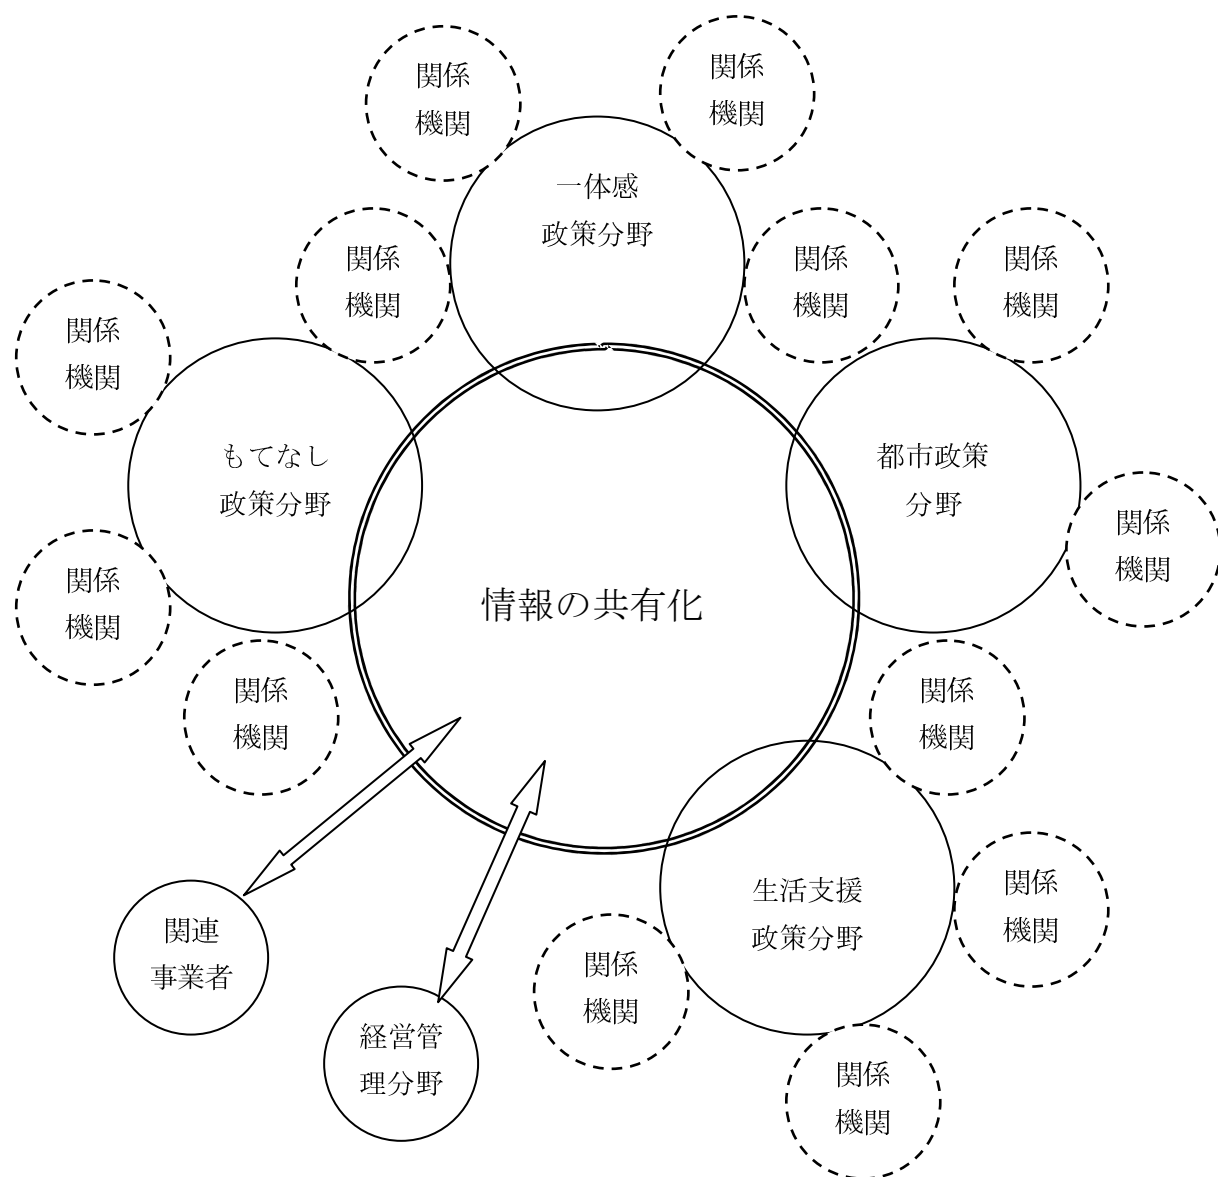 関係
機関
関係
機関
一体感
政策分野
関係
機関
関係
機関
関係
機関
関係
機関
もてなし
政策分野
都市政策
分野
関係
機関
関係
機関
情報の共有化
関係
機関
関係
機関
生活支援
政策分野
関係
機関
関連
事業者
関係
機関
経営管
理分野
関係
機関